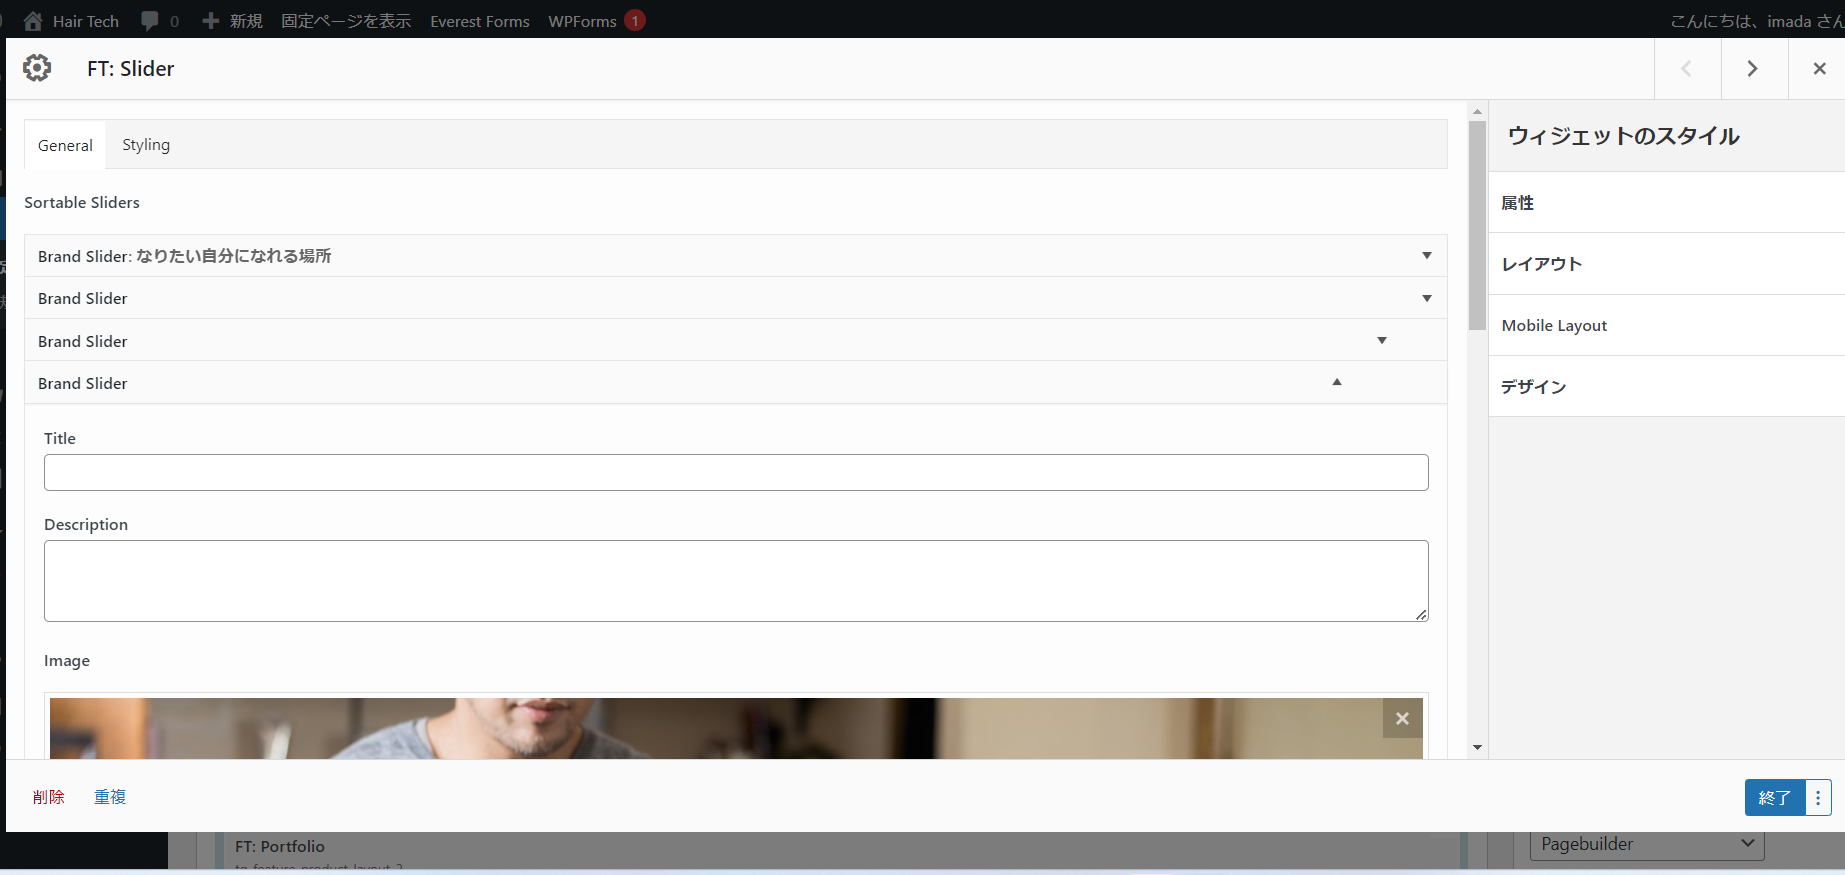 Hair Tech 0 新規 固定ページを表示 Everest Forms WPForms 1 こんにちは、imada さん
FT: Slider
General Styling
Sortable Sliders
Brand Slider: なりたい自分になれる場所
Brand Slider
Brand Slider
Brand Slider
Title
Description
Image
ウィジェットのスタイル
属性
レイアウト
Mobile Layout
デザイン
削除 重複
終了
FT: Portfolio
Pagebuilder